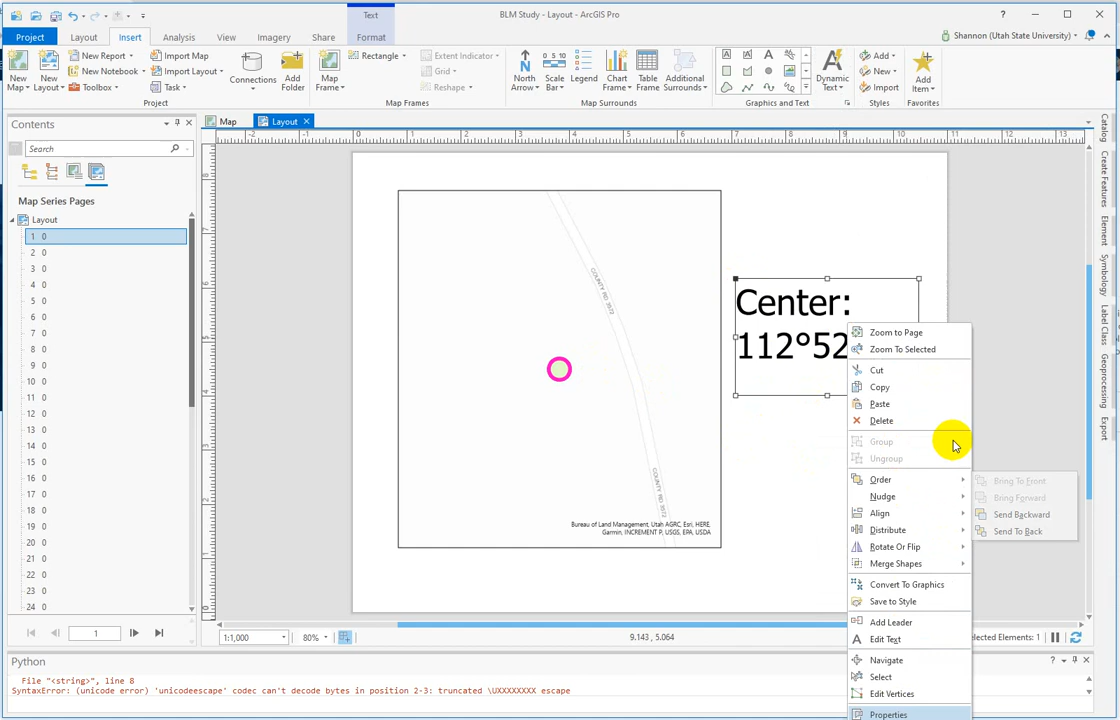 Text
BLM Study - Layout - ArcGIS Pro
Shannon (Utah State University)
Project
Layout
Insert
Analysis
View
Imagery
Share
Format
New Map
New Layout
New Report
New Notebook
Toolbox
Import Map
Import Layout
Task
Connections
Add Folder
Project
Map Frame
Rectangle
Extent Indicator
Grid
Reshape
Map Frames
North Arrow
Scale Bar
Legend
Chart Frame
Table Frame
Additional Surrounds
Map Surrounds
Dynamic Text
Graphics and Text
Add
New
Import
Styles
Add Item
Favorites
Contents
Search
Map Series Pages
Layout
1 0
2 0
3 0
4 0
5 0
6 0
7 0
8 0
9 0
10 0
11 0
12 0
13 0
14 0
15 0
16 0
17 0
18 0
19 0
20 0
21 0
22 0
23 0
24 0
1
Map
Layout
COUNTY RD 3572
COUNTY RD 3572
Bureau of Land Management, Utah AGRC, Esri, HERE,
Garmin, INCREMENT P, USGS, EPA, USDA
Center:
112°52
Zoom to Page
Zoom To Selected
Cut
Copy
Paste
Delete
Group
Ungroup
Order
Nudge
Align
Distribute
Rotate Or Flip
Merge Shapes
Convert To Graphics
Save to Style
Add Leader
Edit Text
Navigate
Select
Edit Vertices
Properties
Bring To Front
Bring Forward
Send Backward
Send To Back
1:1,000
80%
9.143 , 5.064
Selected Elements: 1
Catalog
Create Features
Element
Symbology
Label Class
Geoprocessing
Export
Python
File "<string>", line 8
SyntaxError: (unicode error) 'unicodeescape' codec can't decode bytes in position 2-3: truncated \UXXXXXXXX escape